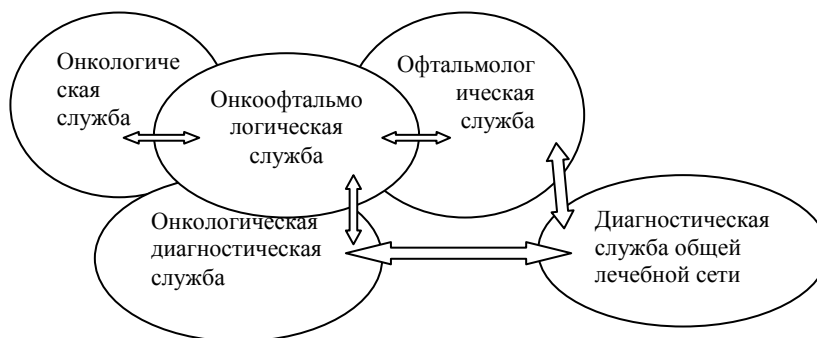 Онкологиче
ская
служба
Онкоофтальмо
логическая
служба
Офтальмолог
ическая
служба
Онкологическая
диагностическая
служба
Диагностическая
служба общей
лечебной сети